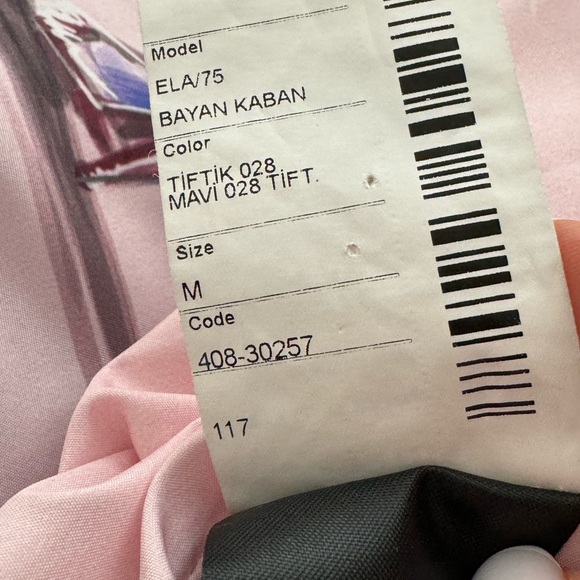 Model
ELA/75
BAYAN KABAN
Color
TİFTİK 028
MAVİ 028 TİFT.
Size
M
Code
408-30257
117